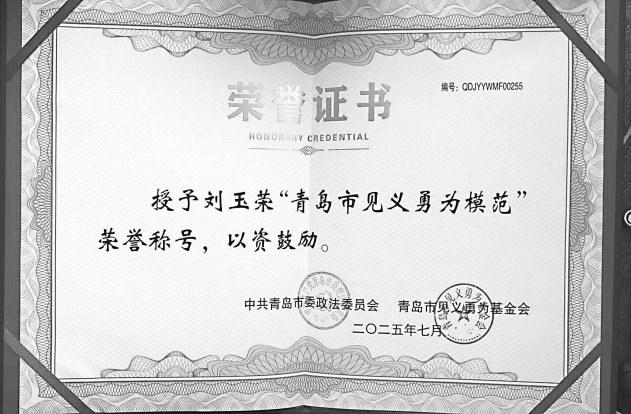 编号：QDJYYWMF00255
荣誉证书
HONORARY CREDENTIAL
授予刘玉荣“青岛市见义勇为模范”
荣誉称号，以资鼓励。
中共青岛市委政法委员会 青岛市见义勇为基金会
二〇二五年七月